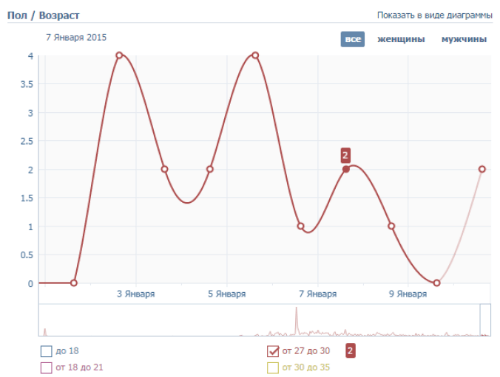 Пол / Возраст Показать в виде диаграммы
7 Января 2015 все женщины мужчины
4
3.5
3
2.5
2
2
1.5
1
0.5
0
3 Января 5 Января 7 Января 9 Января
до 18 от 27 до 30 2
от 18 до 21 от 30 до 35